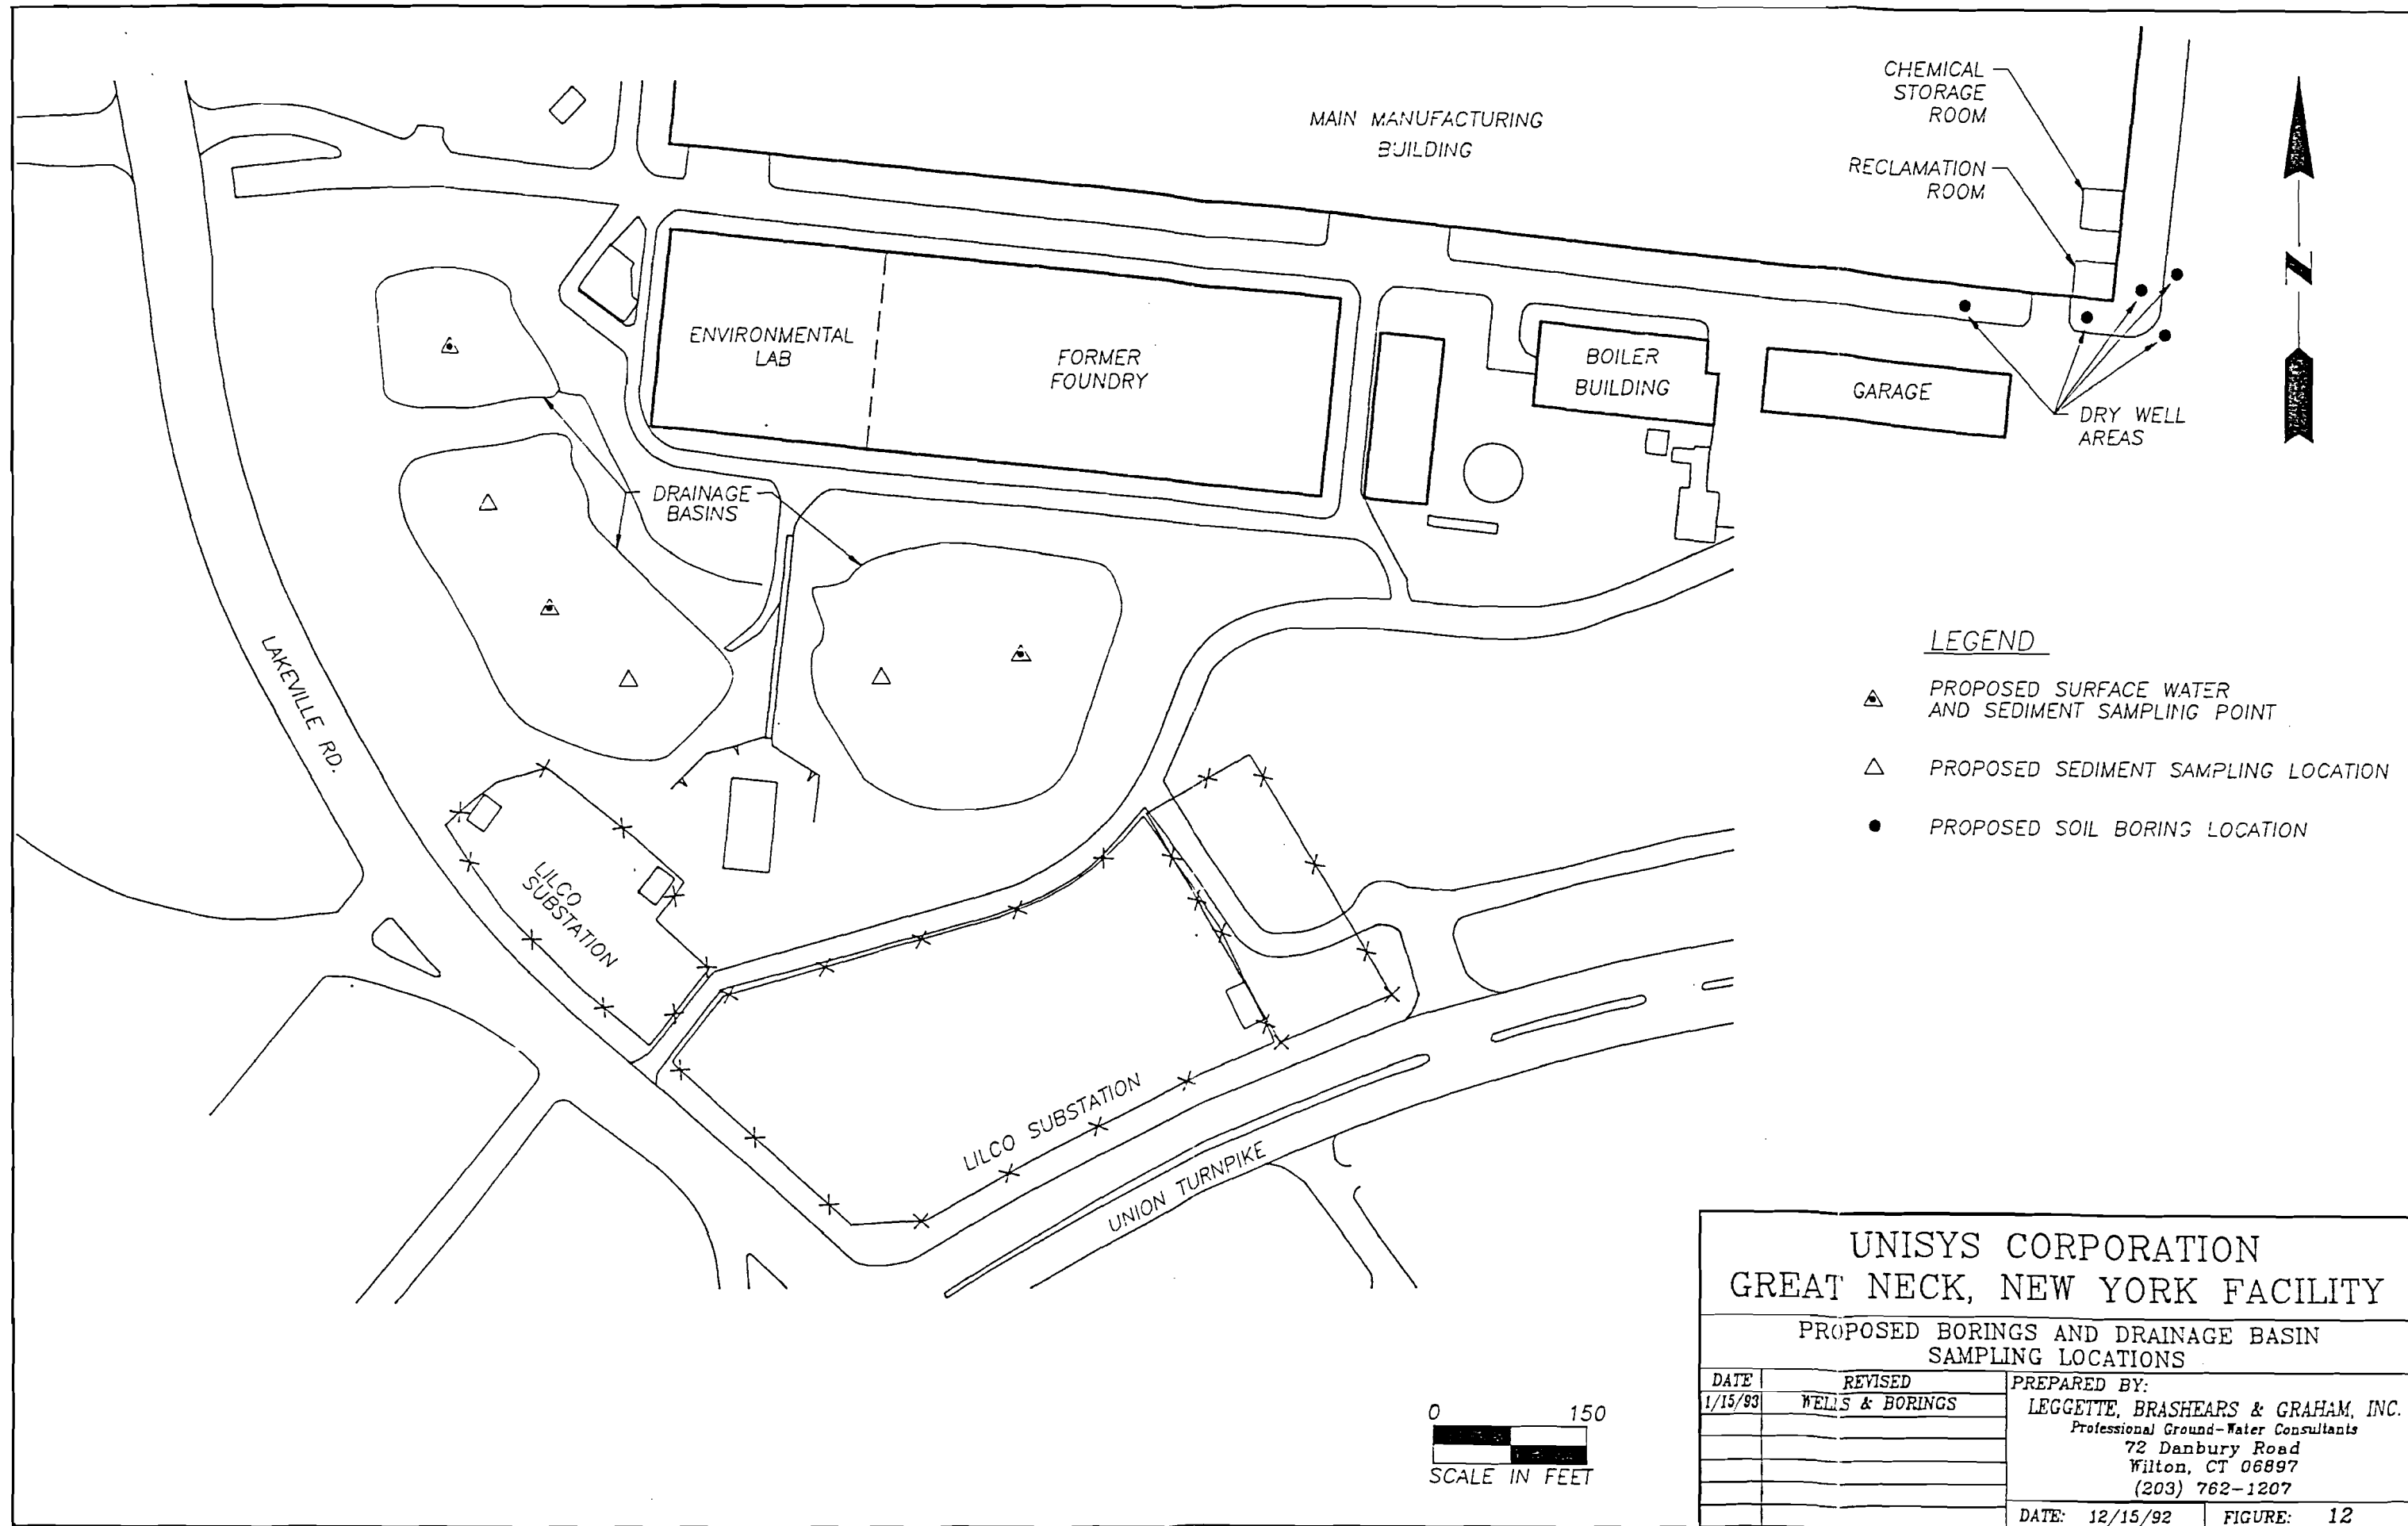 CHEMICAL
STORAGE
ROOM
MAIN MANUFACTURING
BUILDING
RECLAMATION
ROOM
N
ENVIRONMENTAL
LAB
FORMER
FOUNDRY
BOILER
BUILDING
GARAGE
DRY WELL
AREAS
DRAINAGE
BASINS
LAKEVILLE RD.
LEGEND
PROPOSED SURFACE WATER
AND SEDIMENT SAMPLING POINT
PROPOSED SEDIMENT SAMPLING LOCATION
PROPOSED SOIL BORING LOCATION
LILCO
SUBSTATION
LILCO SUBSTATION
UNION TURNPIKE
0 150
SCALE IN FEET
UNISYS CORPORATION
GREAT NECK, NEW YORK FACILITY
PROPOSED BORINGS AND DRAINAGE BASIN
SAMPLING LOCATIONS
DATE REVISED
1/15/93 WELLS & BORINGS
PREPARED BY:
LEGGETTE, BRASHEARS & GRAHAM, INC.
Professional Ground-Water Consultants
72 Danbury Road
Wilton, CT 06897
(203) 762-1207
DATE: 12/15/92 FIGURE: 12